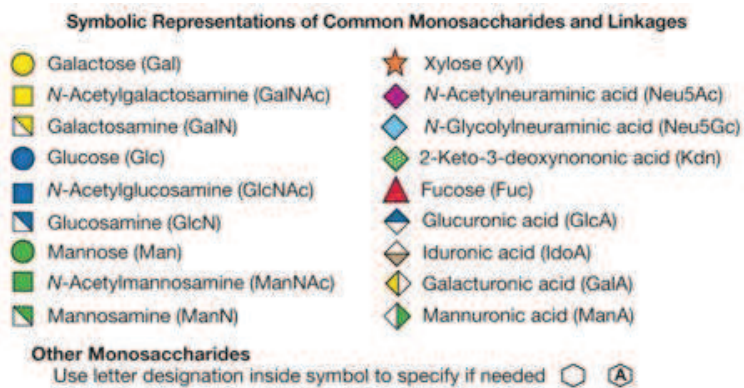 Symbolic Representations of Common Monosaccharides and Linkages
Galactose (Gal)
N-Acetylgalactosamine (GalNAc)
Galactosamine (GalN)
Glucose (Glc)
N-Acetylglucosamine (GlcNAc)
Glucosamine (GlcN)
Mannose (Man)
N-Acetylmannosamine (ManNAc)
Mannosamine (ManN)
Xylose (Xyl)
N-Acetylneuraminic acid (Neu5Ac)
N-Glycolylneuraminic acid (Neu5Gc)
2-Keto-3-deoxynononic acid (Kdn)
Fucose (Fuc)
Glucuronic acid (GlcA)
Iduronic acid (IdoA)
Galacturonic acid (GalA)
Mannuronic acid (ManA)
Other Monosaccharides
Use letter designation inside symbol to specify if needed A